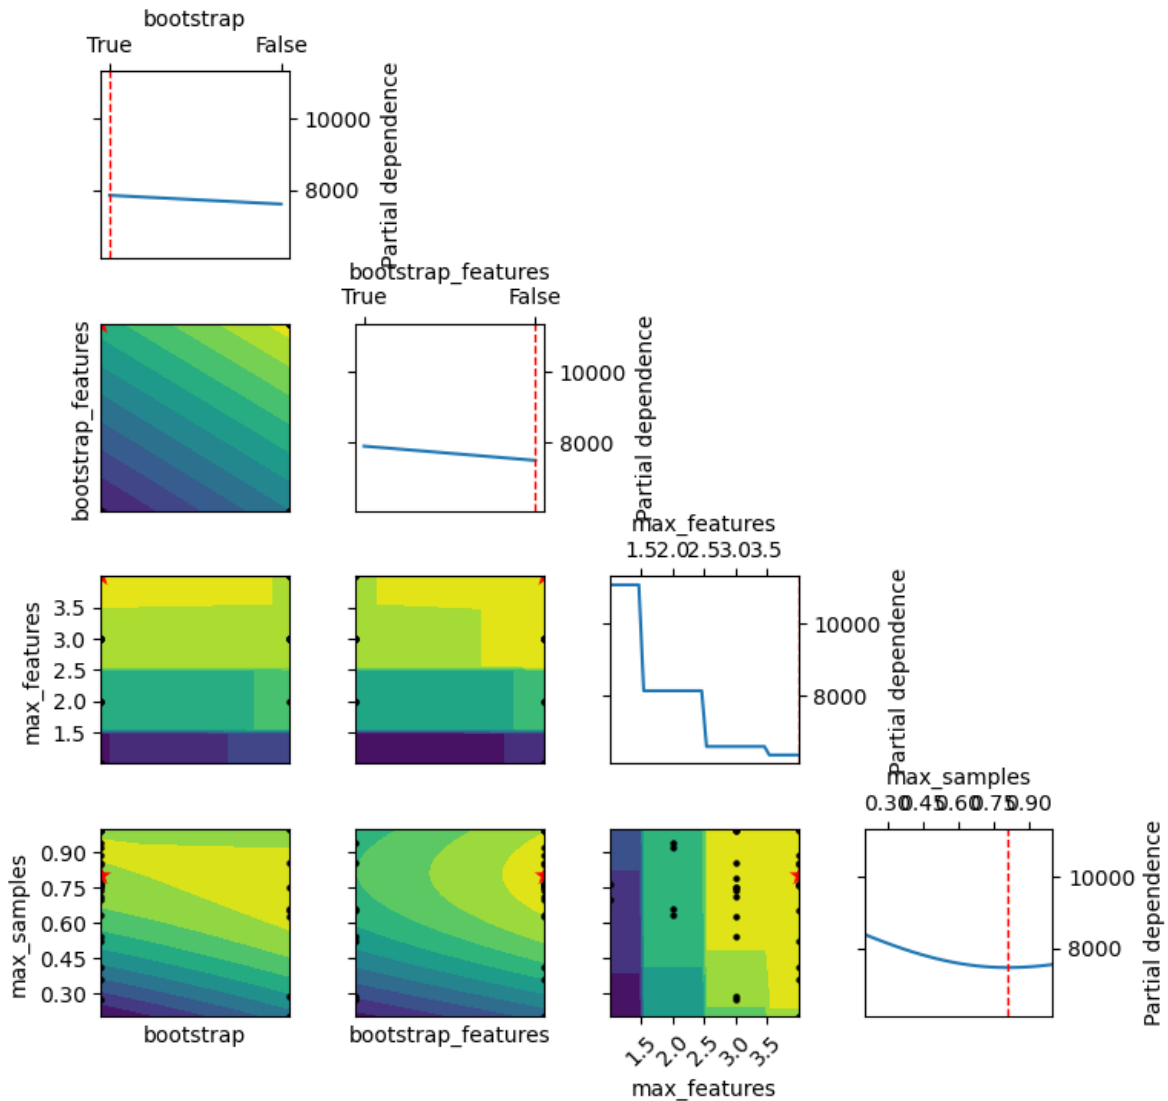 bootstrap
True False
10000
8000
Partial dependence
bootstrap_features
True False
bootstrap_features
10000
8000
Partial dependence
max_features
1.5 2.0 2.5 3.0 3.5
max_features
3.5
3.0
2.5
2.0
1.5
10000
8000
Partial dependence
max_samples
0.30 0.45 0.60 0.75 0.90
max_samples
0.90
0.75
0.60
0.45
0.30
10000
8000
Partial dependence
bootstrap
bootstrap_features
1.5 2.0 2.5 3.0 3.5
max_features